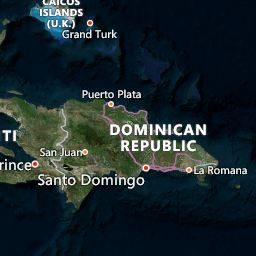 CAICOS
ISLANDS
(U.K.)
Grand Turk
Puerto Plata
DOMINICAN
REPUBLIC
TI
San Juan
rince
Santo Domingo
La Romana